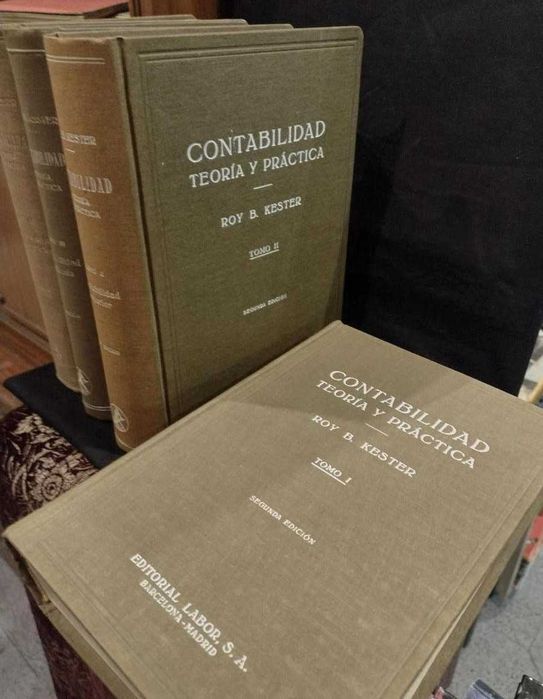 CONTABILIDAD
TEORÍA Y PRÁCTICA
ROY B. KESTER
TOMO II
SEGUNDA EDICIÓN
CONTABILIDAD
TEORÍA Y PRÁCTICA
ROY B. KESTER
TOMO I
SEGUNDA EDICIÓN
EDITORIAL LABOR, S. A.
BARCELONA-MADRID
KESTER